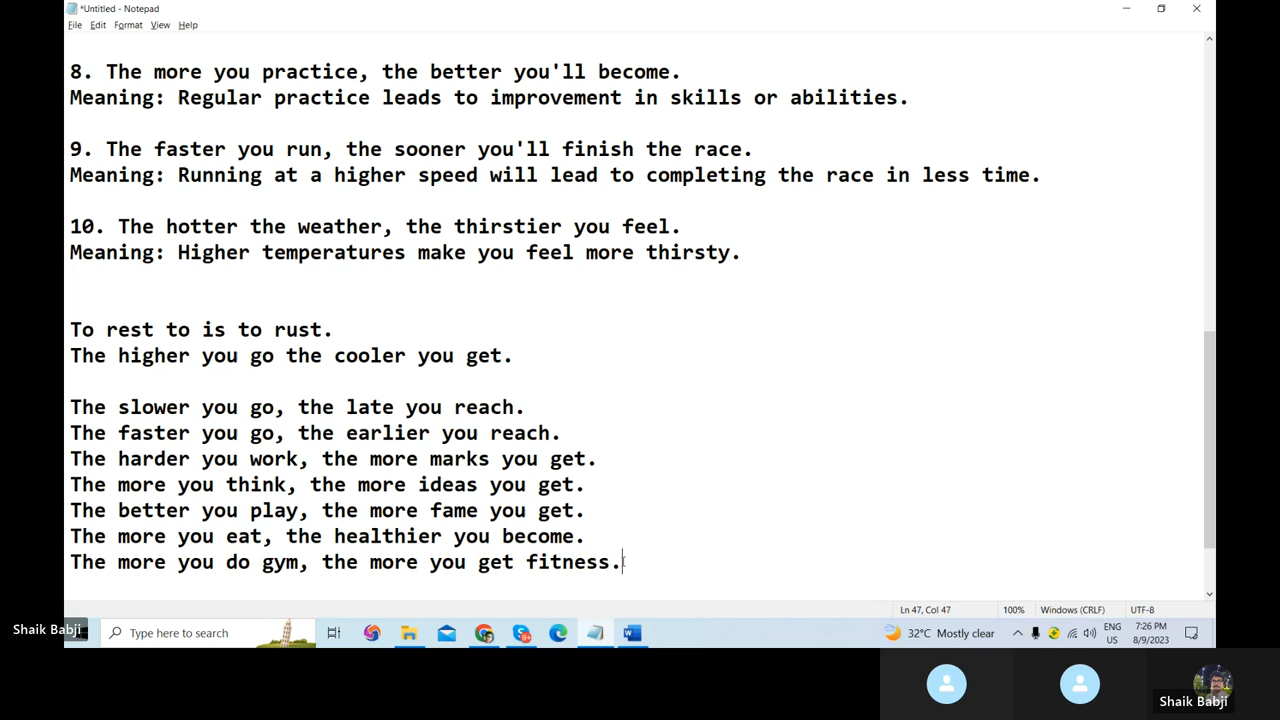 *Untitled - Notepad
File Edit Format View Help
8. The more you practice, the better you'll become.
Meaning: Regular practice leads to improvement in skills or abilities.
9. The faster you run, the sooner you'll finish the race.
Meaning: Running at a higher speed will lead to completing the race in less time.
10. The hotter the weather, the thirstier you feel.
Meaning: Higher temperatures make you feel more thirsty.
To rest to is to rust.
The higher you go the cooler you get.
The slower you go, the late you reach.
The faster you go, the earlier you reach.
The harder you work, the more marks you get.
The more you think, the more ideas you get.
The better you play, the more fame you get.
The more you eat, the healthier you become.
The more you do gym, the more you get fitness.
Ln 47, Col 47 100% Windows (CRLF) UTF-8
Shaik Babji
Type here to search
32°C Mostly clear
ENG
US
7:26 PM
8/9/2023
Shaik Babji